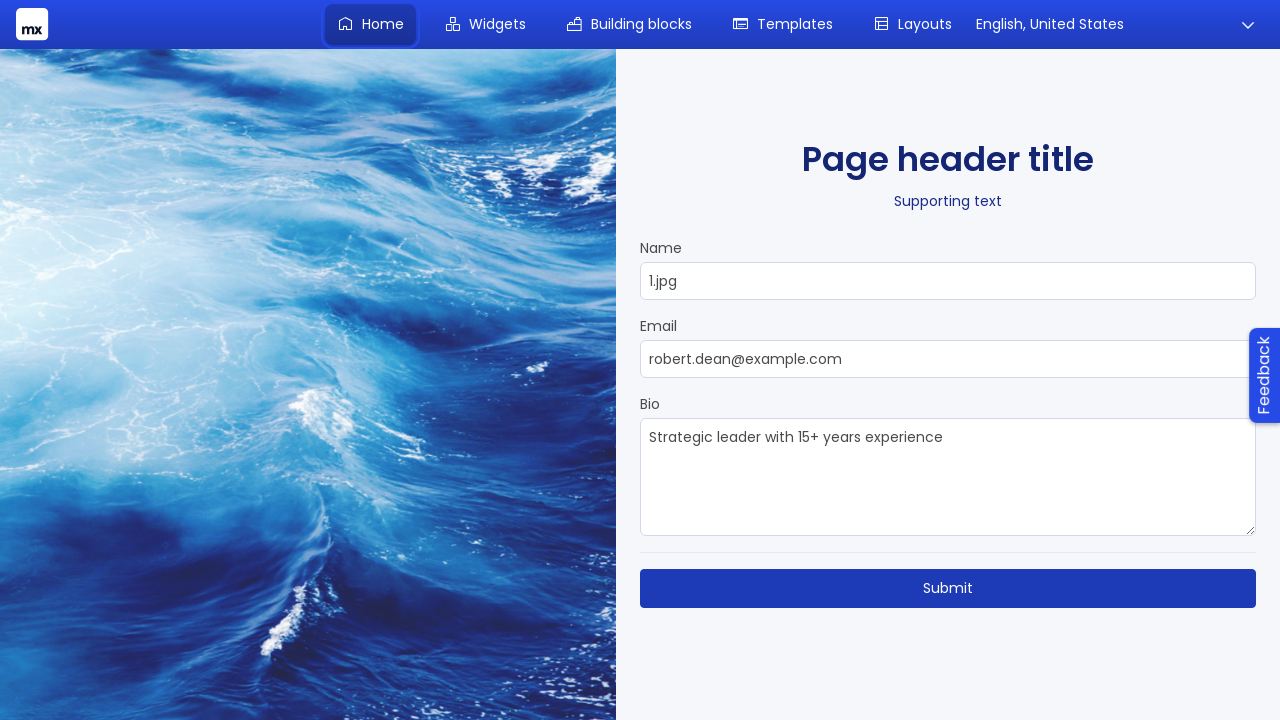 mx
Home
Widgets
Building blocks
Templates
Layouts
English, United States
Page header title
Supporting text
Name
1.jpg
Email
robert.dean@example.com
Bio
Strategic leader with 15+ years experience
Submit
Feedback